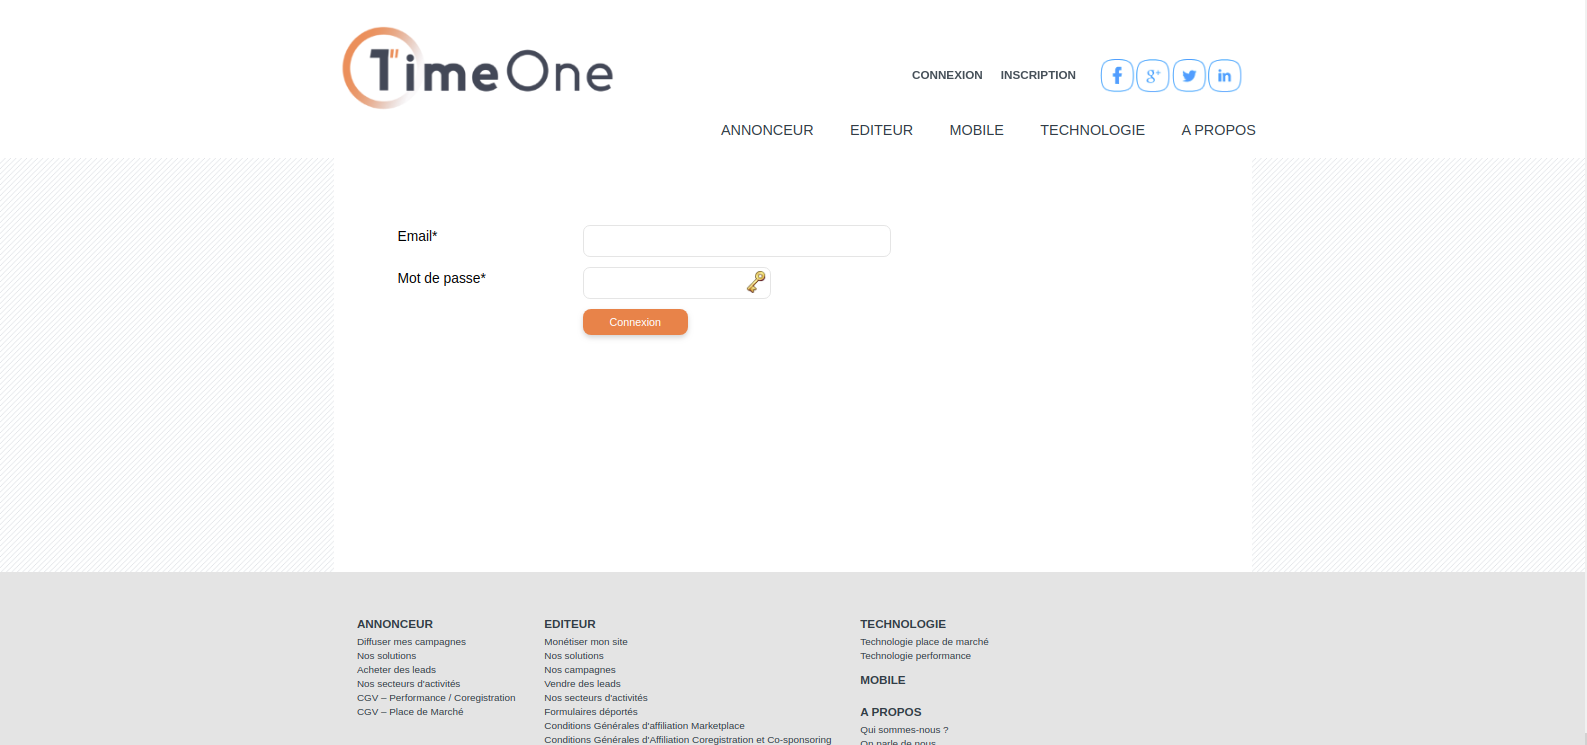 TimeOne
CONNEXION INSCRIPTION
ANNONCEUR EDITEUR MOBILE TECHNOLOGIE A PROPOS
Email*
Mot de passe*
Connexion
ANNONCEUR
Diffuser mes campagnes
Nos solutions
Acheter des leads
Nos secteurs d'activités
CGV – Performance / Coregistration
CGV – Place de Marché
EDITEUR
Monétiser mon site
Nos solutions
Nos campagnes
Vendre des leads
Nos secteurs d'activités
Formulaires déportés
Conditions Générales d'affiliation Marketplace
Conditions Générales d'Affiliation Coregistration et Co-sponsoring
TECHNOLOGIE
Technologie place de marché
Technologie performance
MOBILE
A PROPOS
Qui sommes-nous ?
On parle de nous